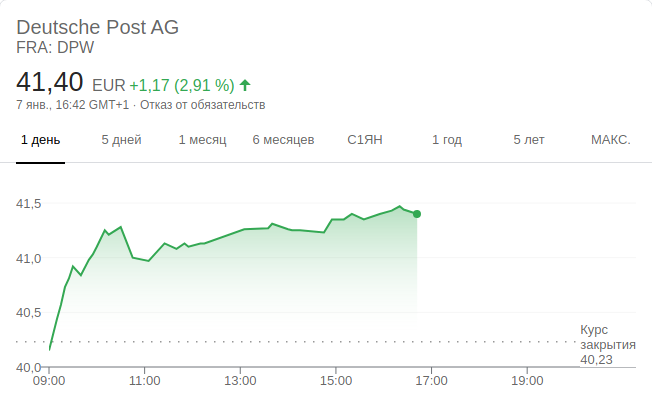 Deutsche Post AG
FRA: DPW
41,40 EUR +1,17 (2,91 %)
7 янв., 16:42 GMT+1 · Отказ от обязательств
1 день 5 дней 1 месяц 6 месяцев С1ЯН 1 год 5 лет МАКС.
41,5
41,0
40,5
40,0
Курс
закрытия
40,23
09:00 11:00 13:00 15:00 17:00 19:00